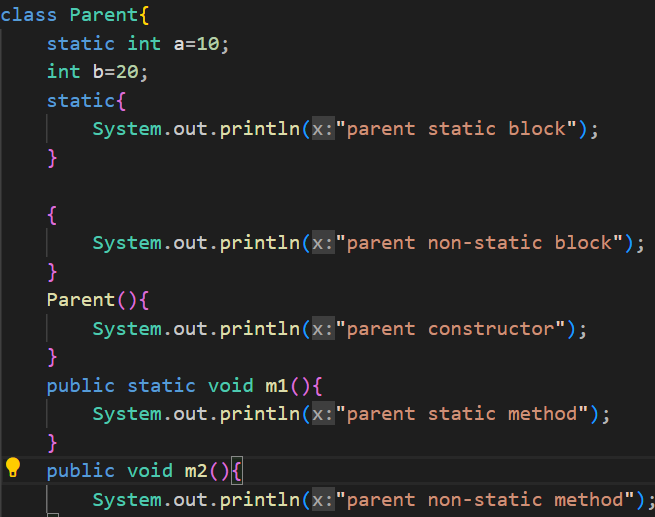 class Parent{
static int a=10;
int b=20;
static{
System.out.println(x:"parent static block");
}
{
System.out.println(x:"parent non-static block");
}
Parent(){
System.out.println(x:"parent constructor");
}
public static void m1(){
System.out.println(x:"parent static method");
}
public void m2(){
System.out.println(x:"parent non-static method");